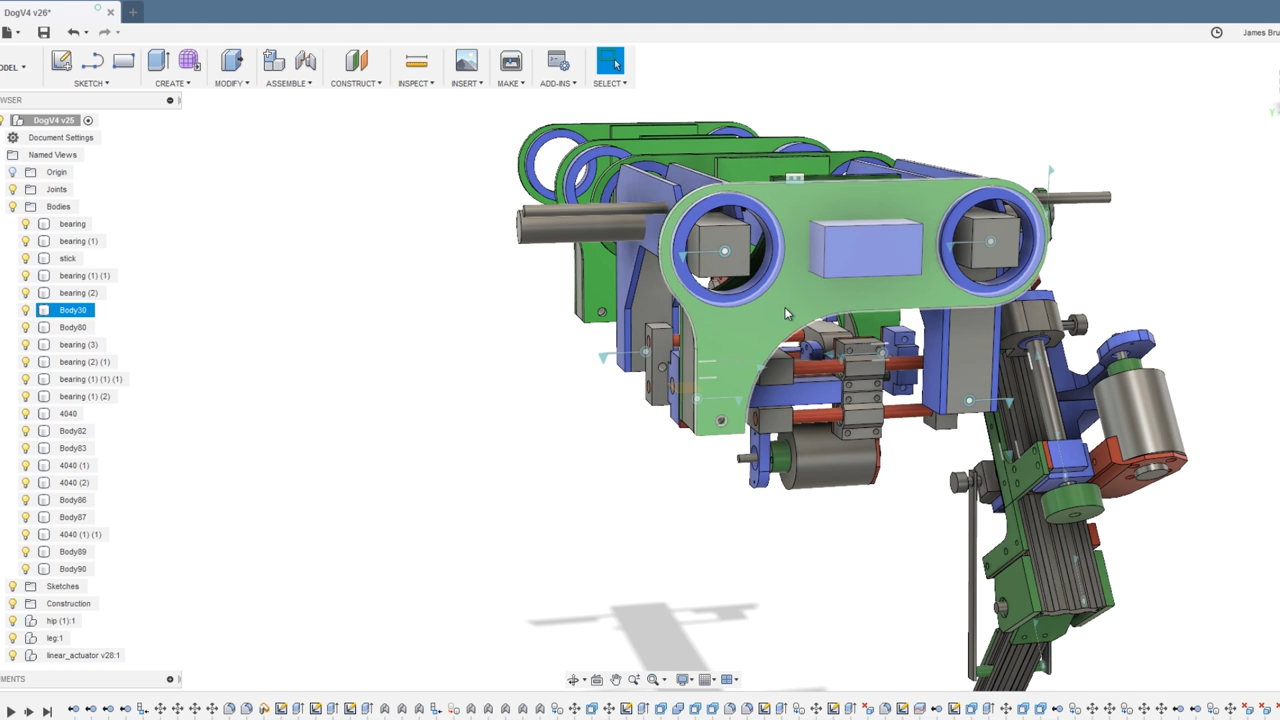 DogV4 v26*
James Bru
DEL
SKETCH
CREATE
MODIFY
ASSEMBLE
CONSTRUCT
INSPECT
INSERT
MAKE
ADD-INS
SELECT
WSER
DogV4 v25
Document Settings
Named Views
Origin
Joints
Bodies
bearing
bearing (1)
stick
bearing (1) (1)
bearing (2)
Body30
Body80
bearing (3)
bearing (2) (1)
bearing (1) (1) (1)
bearing (1) (2)
4040
Body82
Body83
4040 (1)
4040 (2)
Body86
Body87
4040 (1) (1)
Body89
Body90
Sketches
Construction
hip (1):1
leg:1
linear_actuator v28:1
MENTS